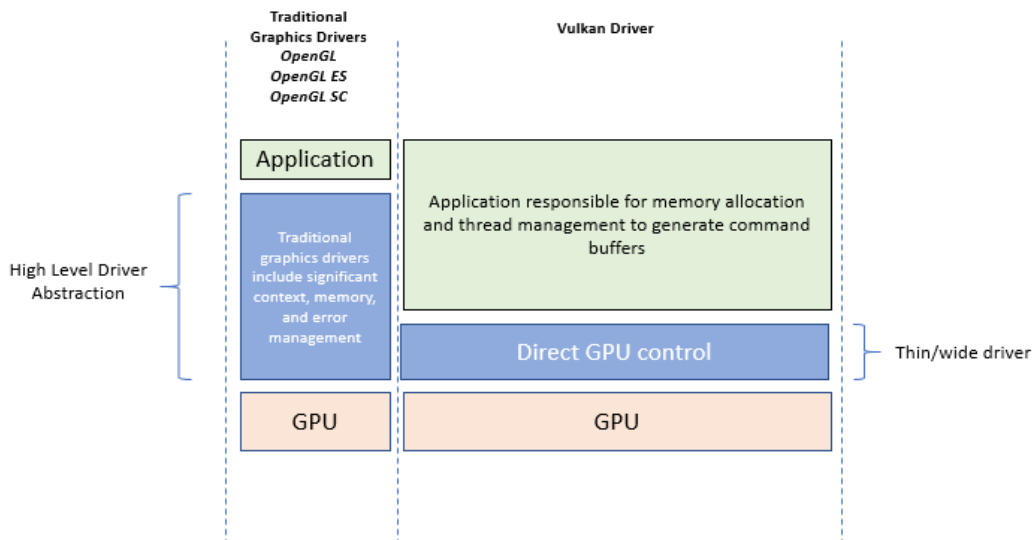 Traditional
Graphics Drivers
OpenGL
OpenGL ES
OpenGL SC
Vulkan Driver
Application
Application responsible for memory allocation
and thread management to generate command
buffers
High Level Driver
Abstraction
Traditional
graphics drivers
include significant
context, memory,
and error
management
Direct GPU control
Thin/wide driver
GPU
GPU